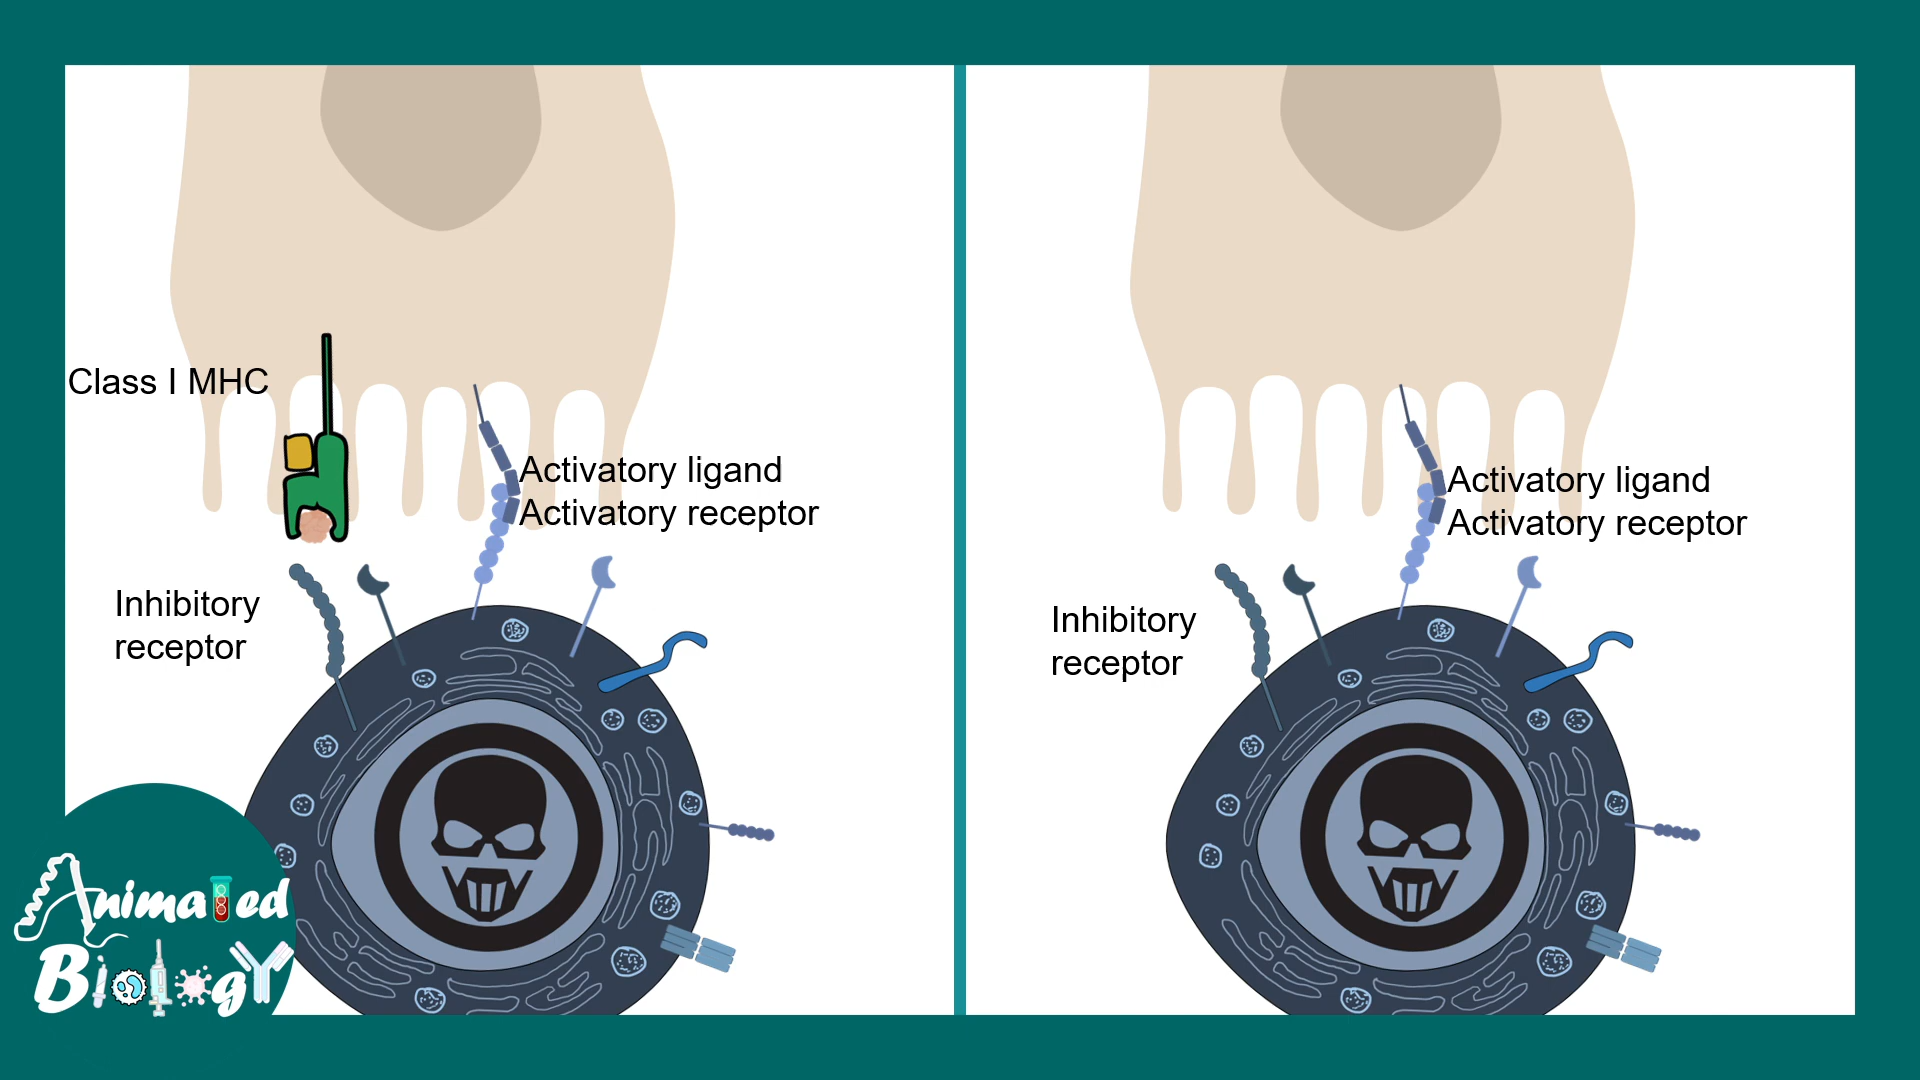 Class I MHC
Activatory ligand
Activatory receptor
Inhibitory
receptor
Activatory ligand
Activatory receptor
Inhibitory
receptor
Animated
BiologY